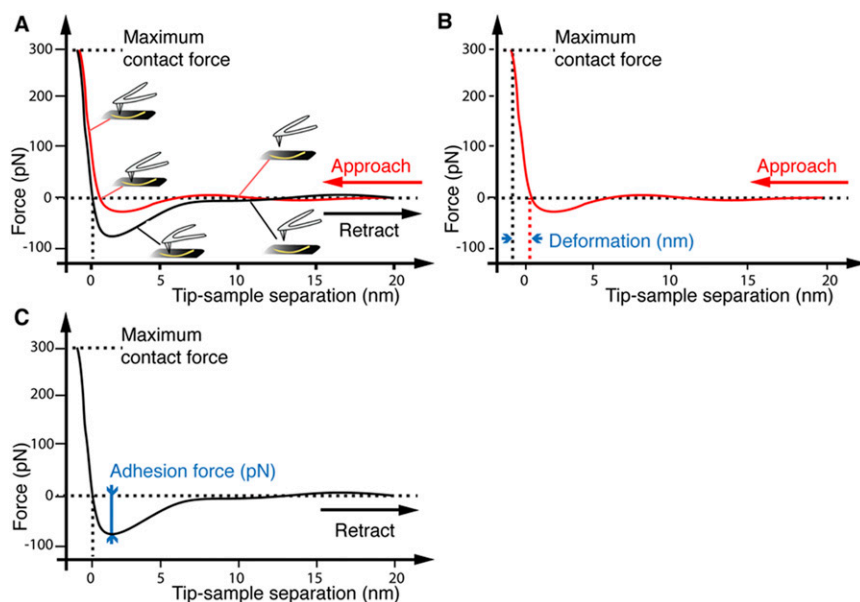 A
Maximum
contact force
300
200
100
0
-100
Force (pN)
Approach
Retract
0 5 10 15 20
Tip-sample separation (nm)
B
Maximum
contact force
300
200
100
0
-100
Force (pN)
Approach
Deformation (nm)
0 5 10 15 20
Tip-sample separation (nm)
C
Maximum
contact force
300
200
100
0
-100
Force (pN)
Adhesion force (pN)
Retract
0 5 10 15 20
Tip-sample separation (nm)